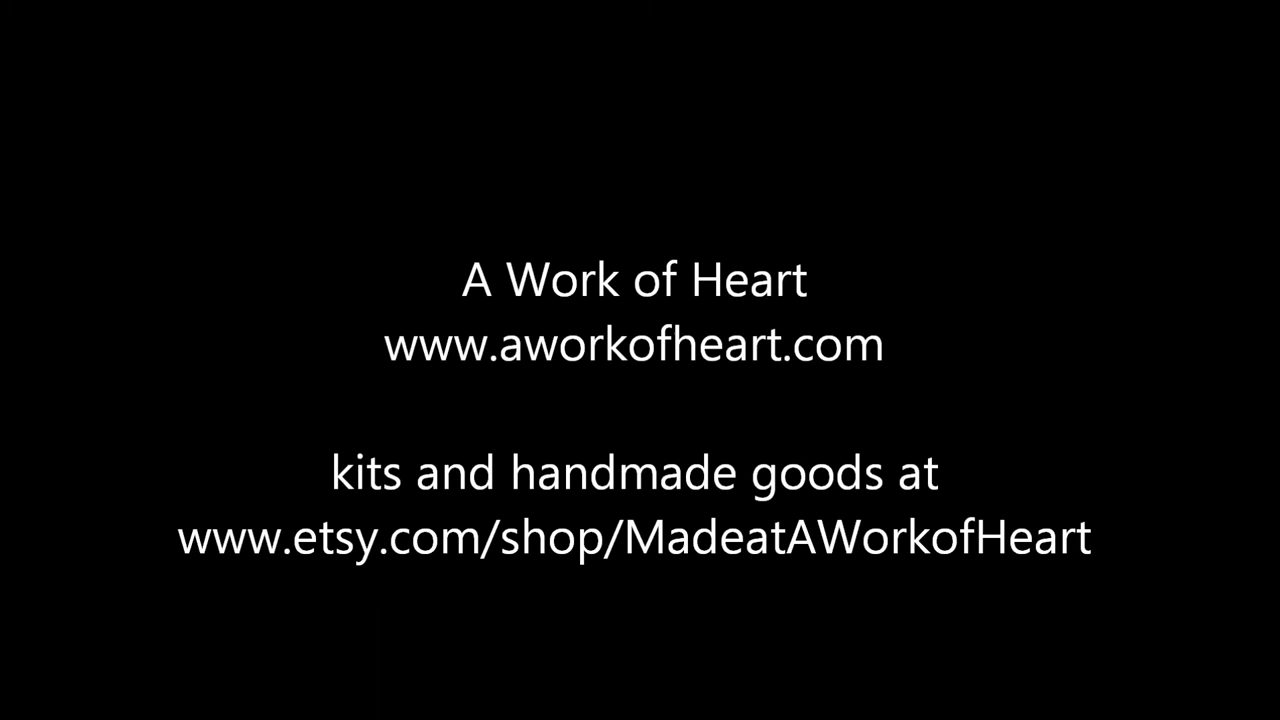 A Work of Heart
www.aworkofheart.com
kits and handmade goods at
www.etsy.com/shop/MadeatAWorkofHeart